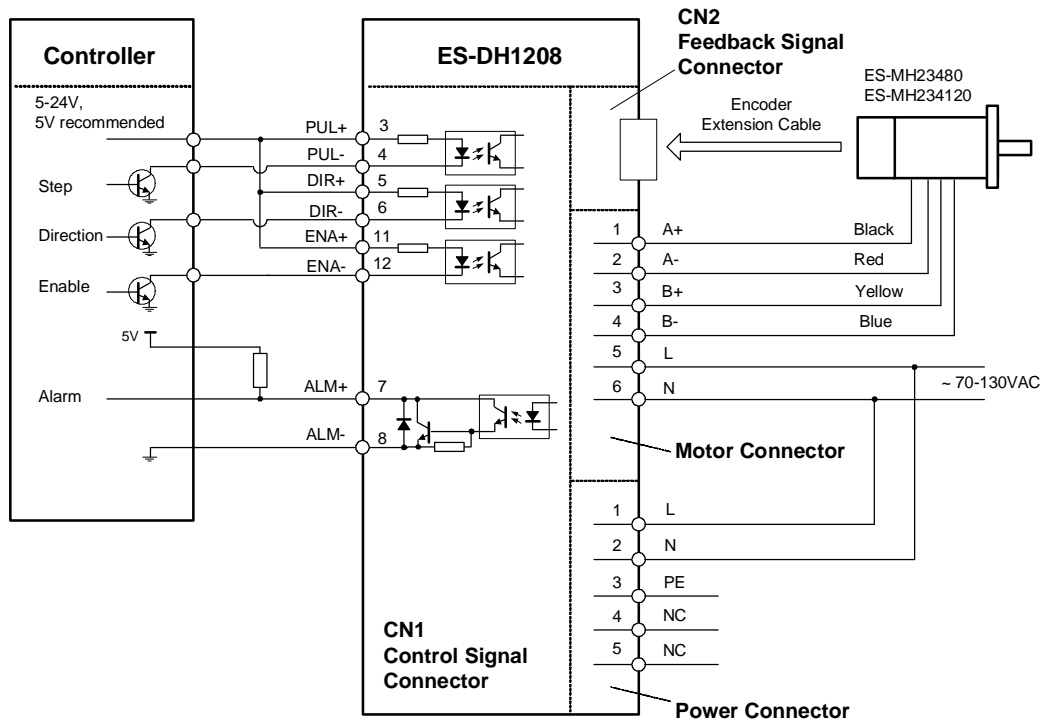 Controller
5-24V,
5V recommended
Step
Direction
Enable
5V
Alarm
ES-DH1208
PUL+ 3
PUL- 4
DIR+ 5
DIR- 6
ENA+ 11
ENA- 12
ALM+ 7
ALM- 8
CN1
Control Signal
Connector
CN2
Feedback Signal
Connector
Encoder
Extension Cable
ES-MH23480
ES-MH234120
1 A+ Black
2 A- Red
3 B+ Yellow
4 B- Blue
5 L
6 N
~ 70-130VAC
Motor Connector
1 L
2 N
3 PE
4 NC
5 NC
Power Connector